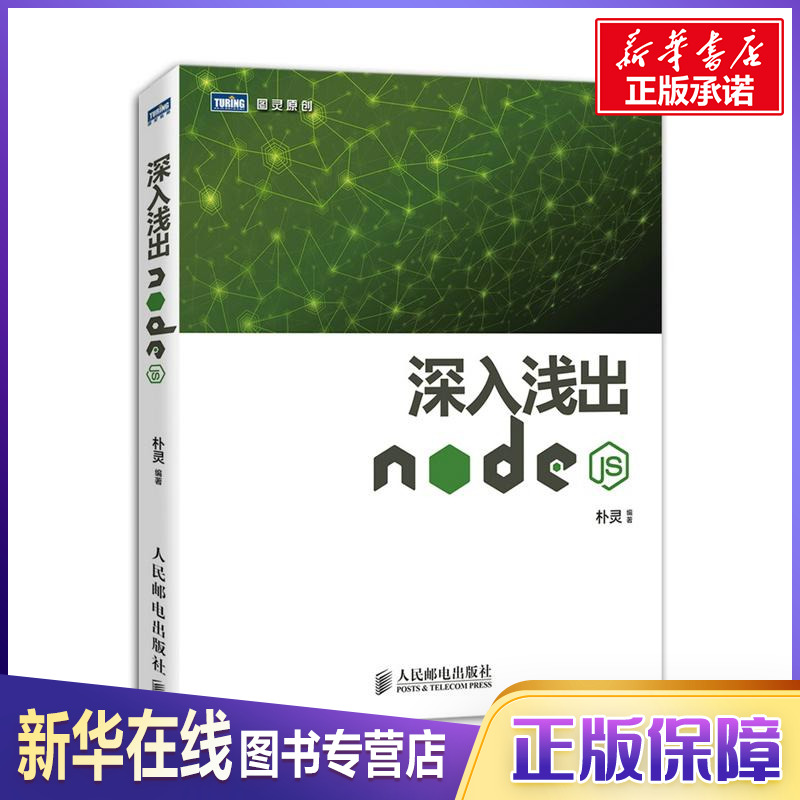 新华书店
正版承诺
TURING
图灵原创
深入浅出
node
JS
朴灵 编著
人民邮电出版社
POSTS & TELECOM PRESS
TURING
深入浅出
node
JS
朴灵 编著
人民邮电出版社
新华在线 图书专营店
正版保障